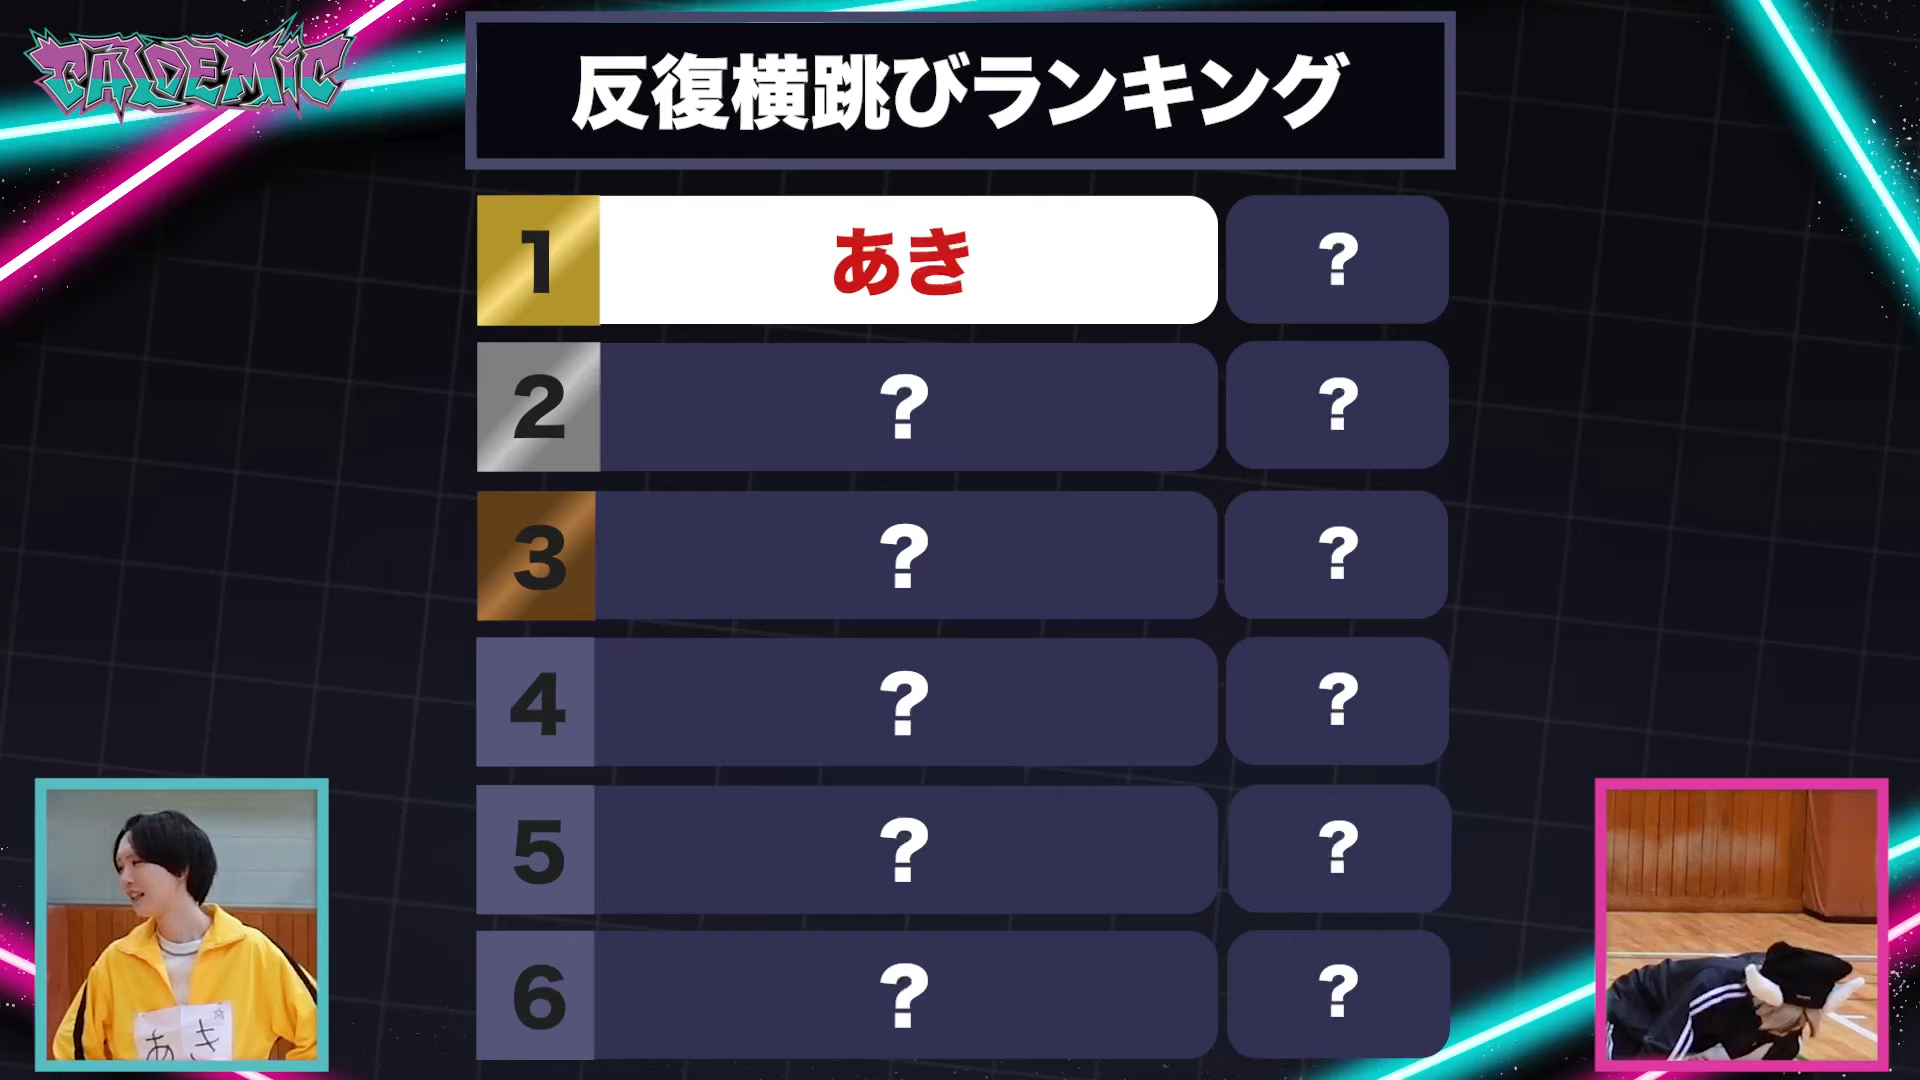 反復横跳びランキング
1 あき ?
2 ? ?
3 ? ?
4 ? ?
5 ? ?
6 ? ?
あき